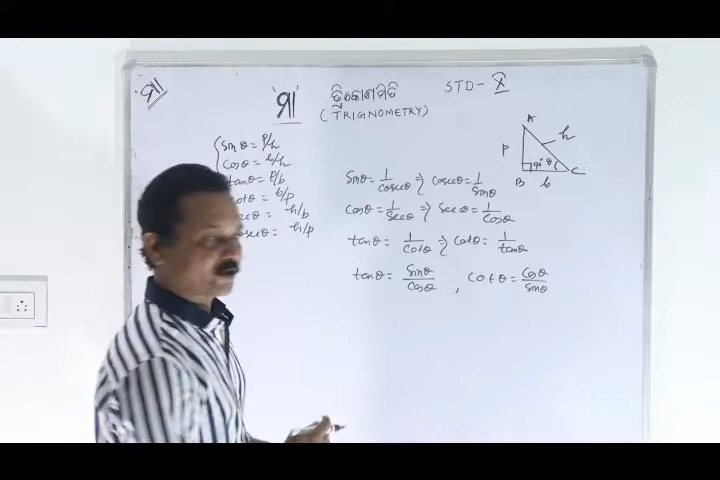 ମା
'ମା' ତ୍ରିକୋଣମିତି STD - X
(TRIGNOMETRY)
A
P h
90° θ
B b C
sinθ = P/h
cosθ = b/h
tanθ = P/b
cotθ = b/p
secθ = h/b
cosecθ = h/p
Sinθ = 1/cosecθ ⇒ cosecθ = 1/sinθ
cosθ = 1/secθ ⇒ secθ = 1/cosθ
tanθ = 1/cotθ ⇒ cotθ = 1/tanθ
tanθ = sinθ/cosθ , cotθ = cosθ/sinθ